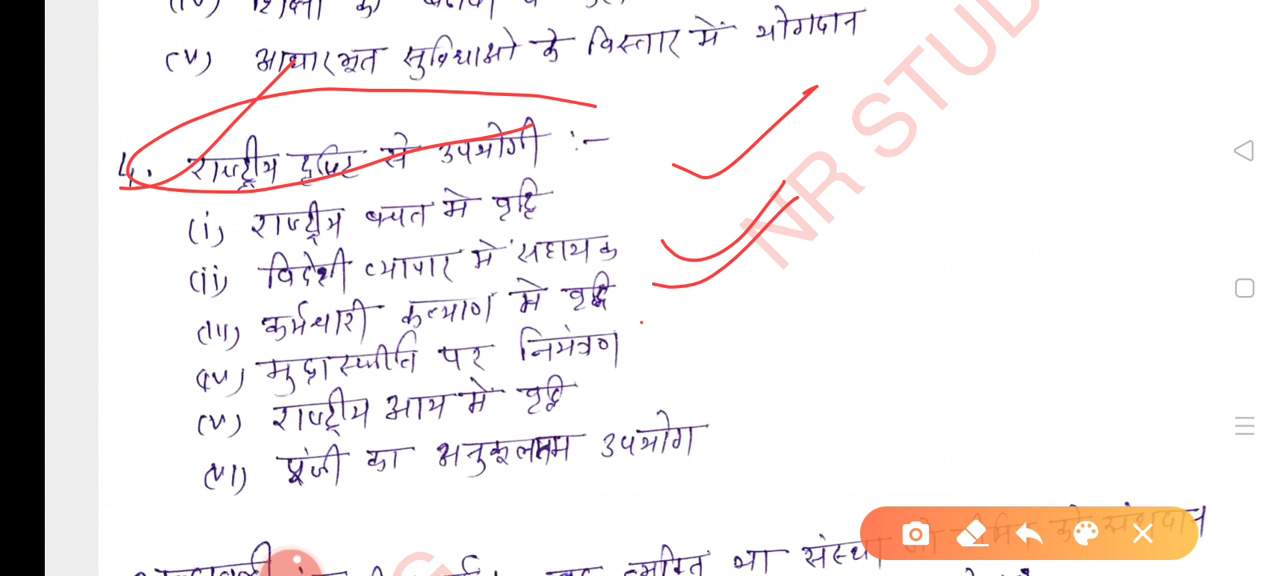 (iv) शिक्षा को
(v) आधारभूत सुविधाओ के विस्तार में योगदान
4. राष्ट्रीय दृष्टि से उपयोगी :-
(i) राष्ट्रीय बचत मे वृद्धि
(ii) विदेशी व्यापार मे सहायक
(iii) कर्मचारी कल्याण मे वृद्धि
(iv) मुद्रास्फीति पर नियंत्रण
(v) राष्ट्रीय आय मे वृद्धि
(vi) पूंजी का अनुकूलतम उपयोग
या संस्था
NR STUD